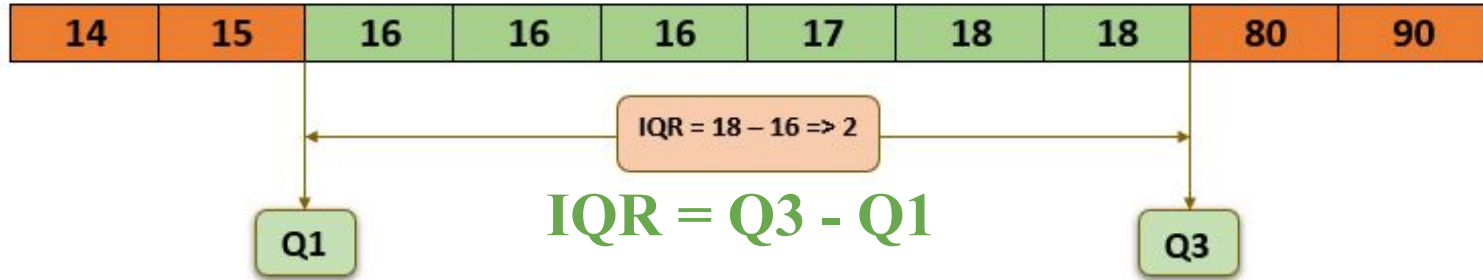 14 15 16 16 16 17 18 18 80 90
IQR = 18 – 16 => 2
IQR = Q3 - Q1
Q1
Q3